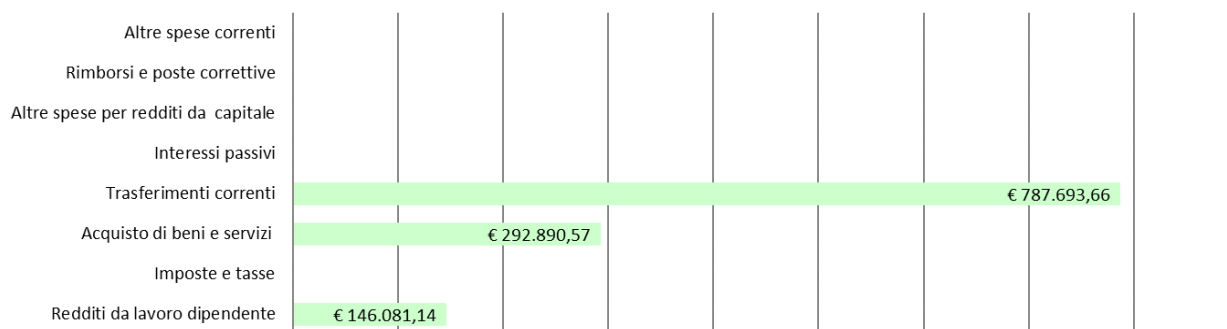 Altre spese correnti
Rimborsi e poste correttive
Altre spese per redditi da  capitale
Interessi passivi
Trasferimenti correnti € 787.693,66
Acquisto di beni e servizi € 292.890,57
Imposte e tasse
Redditi da lavoro dipendente € 146.081,14